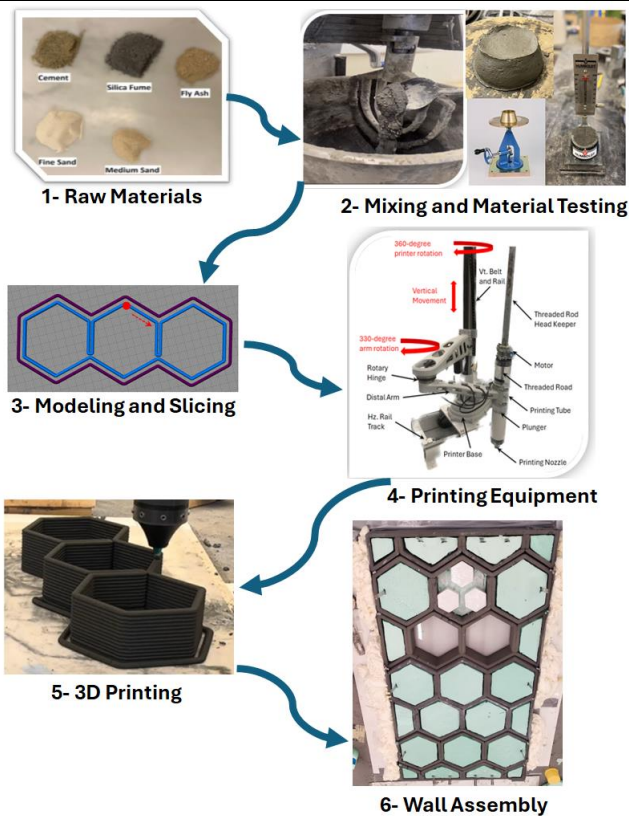 Cement
Silica Fume
Fly Ash
Fine Sand
Medium Sand
1- Raw Materials
2- Mixing and Material Testing
3- Modeling and Slicing
360-degree
printer rotation
Vt. Belt
and Rail
Vertical
Movement
Threaded Rod
Head Keeper
330-degree
arm rotation
Motor
Rotary
Hinge
Threaded Road
Distal Arm
Printing Tube
Hz. Rail
Track
Plunger
Printer Base
Printing Nozzle
4- Printing Equipment
5- 3D Printing
6- Wall Assembly